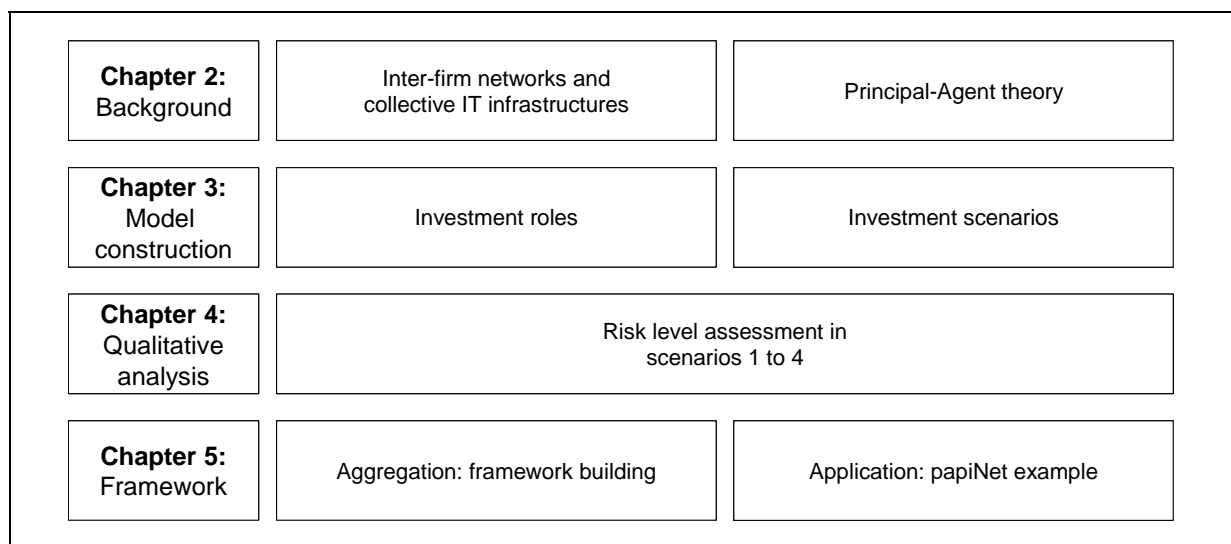 Chapter 2:
Background
Inter-firm networks and
collective IT infrastructures
Principal-Agent theory
Chapter 3:
Model
construction
Investment roles
Investment scenarios
Chapter 4:
Qualitative
analysis
Risk level assessment in
scenarios 1 to 4
Chapter 5:
Framework
Aggregation: framework building
Application: papiNet example